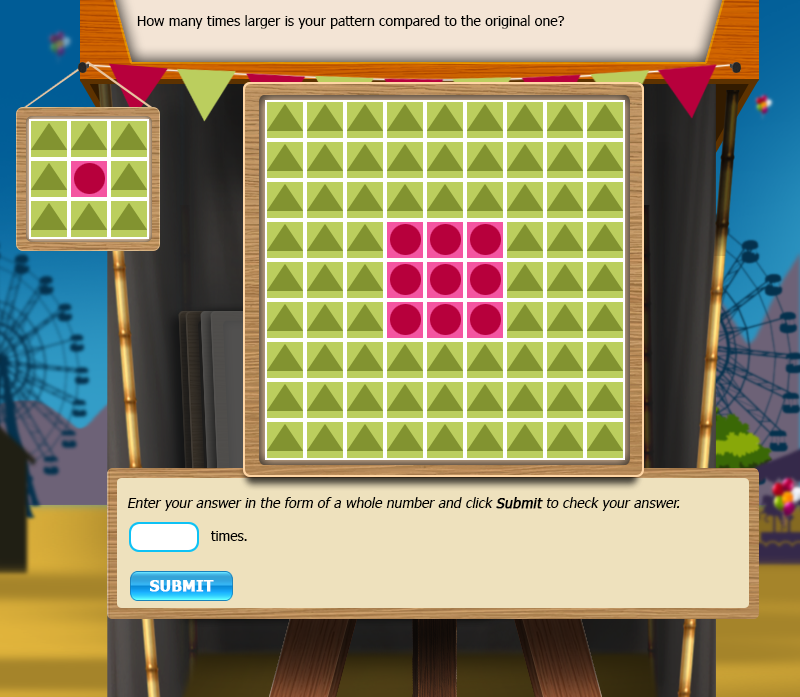 How many times larger is your pattern compared to the original one?
Enter your answer in the form of a whole number and click Submit to check your answer.
times.
SUBMIT